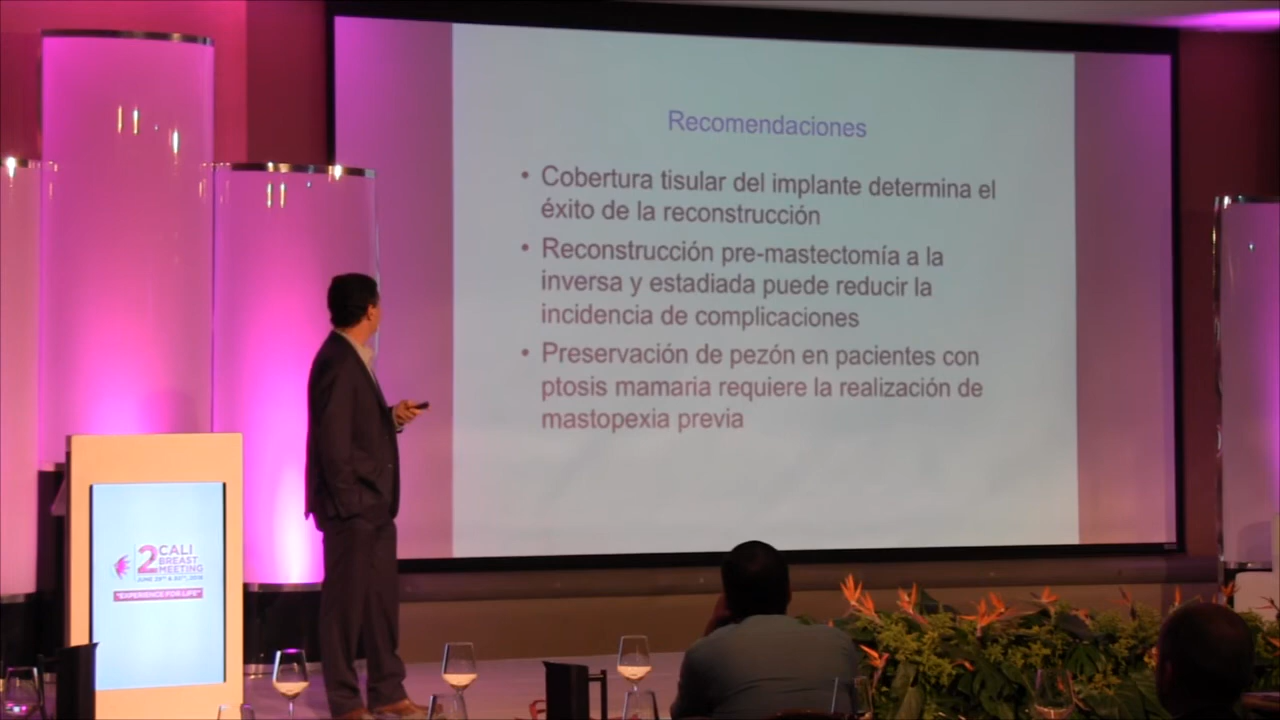 Recomendaciones
• Cobertura tisular del implante determina el
éxito de la reconstrucción
• Reconstrucción pre-mastectomía a la
inversa y estadiada puede reducir la
incidencia de complicaciones
• Preservación de pezón en pacientes con
ptosis mamaria requiere la realización de
mastopexia previa
2 CALI
BREAST
MEETING
"EXPERIENCE FOR LIFE"